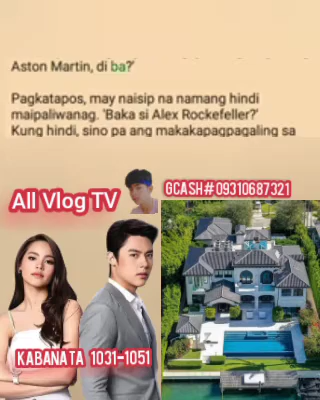 Aston Martin, di ba?'
Pagkatapos, may naisip na namang hindi
maipaliwanag. 'Baka si Alex Rockefeller?'
Kung hindi, sino pa ang makakapagpagaling sa
All Vlog TV
GCASH#09310687321
KABANATA 1031-1051